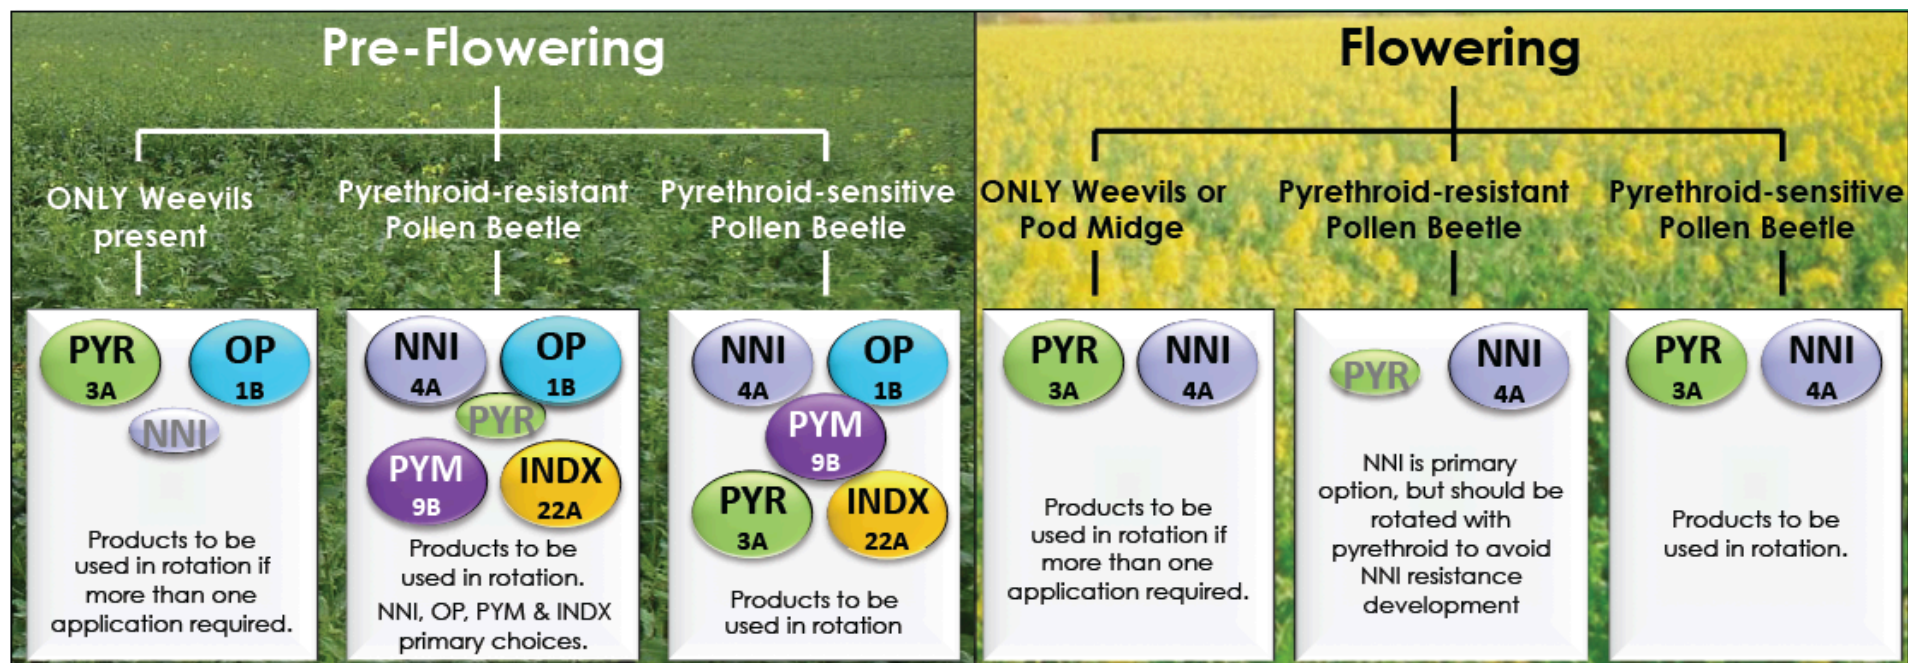 Pre-Flowering
ONLY Weevils
present
PYR
3A
OP
1B
NNI
Products to be
used in rotation if
more than one
application required.
Pyrethroid-resistant
Pollen Beetle
NNI
4A
OP
1B
PYR
PYM
9B
INDX
22A
Products to be
used in rotation.
NNI, OP, PYM & INDX
primary choices.
Pyrethroid-sensitive
Pollen Beetle
NNI
4A
OP
1B
PYM
9B
PYR
3A
INDX
22A
Products to be
used in rotation
Flowering
ONLY Weevils or
Pod Midge
PYR
3A
NNI
4A
Products to be
used in rotation if
more than one
application required.
Pyrethroid-resistant
Pollen Beetle
PYR
NNI
4A
NNI is primary
option, but should be
rotated with
pyrethroid to avoid
NNI resistance
development
Pyrethroid-sensitive
Pollen Beetle
PYR
3A
NNI
4A
Products to be
used in rotation.